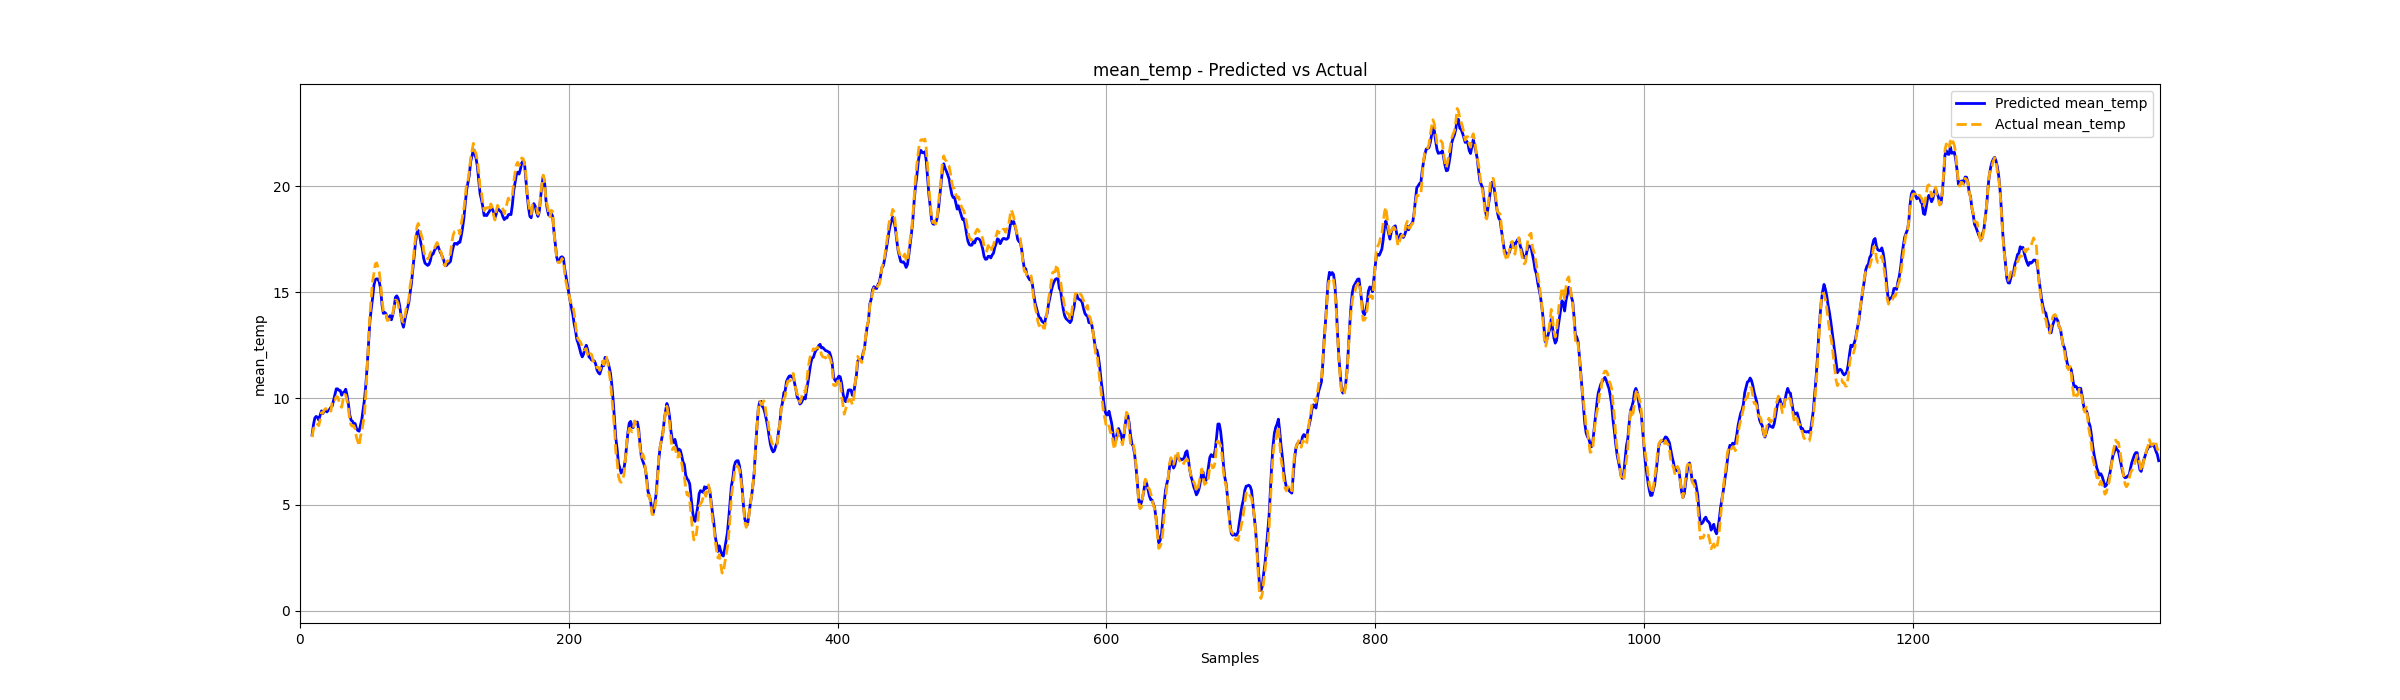 mean_temp - Predicted vs Actual
Predicted mean_temp
Actual mean_temp
mean_temp
20
15
10
5
0
0
200
400
600
800
1000
1200
Samples